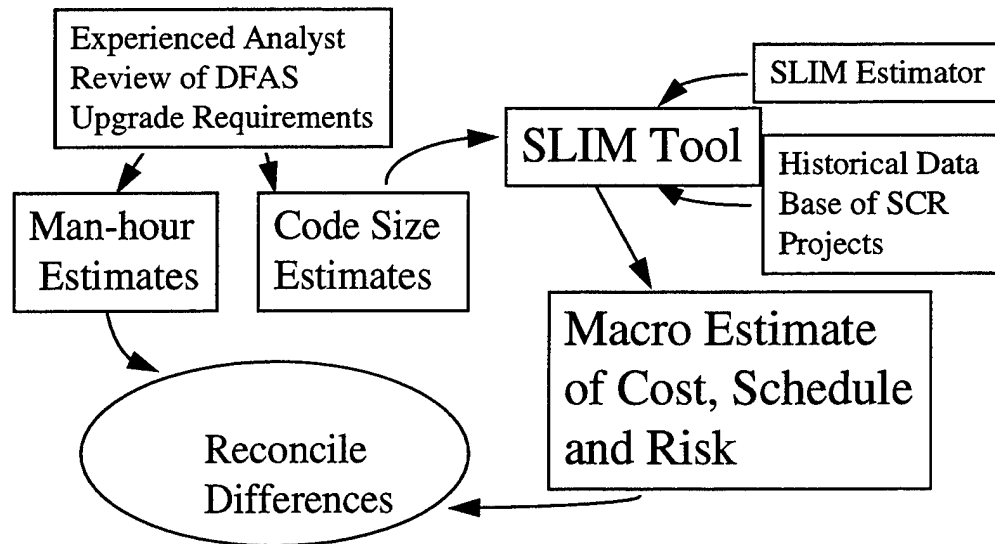 Experienced Analyst
Review of DFAS
Upgrade Requirements
SLIM Estimator
SLIM Tool
Historical Data
Base of SCR
Projects
Man-hour
Estimates
Code Size
Estimates
Macro Estimate
of Cost, Schedule
and Risk
Reconcile
Differences